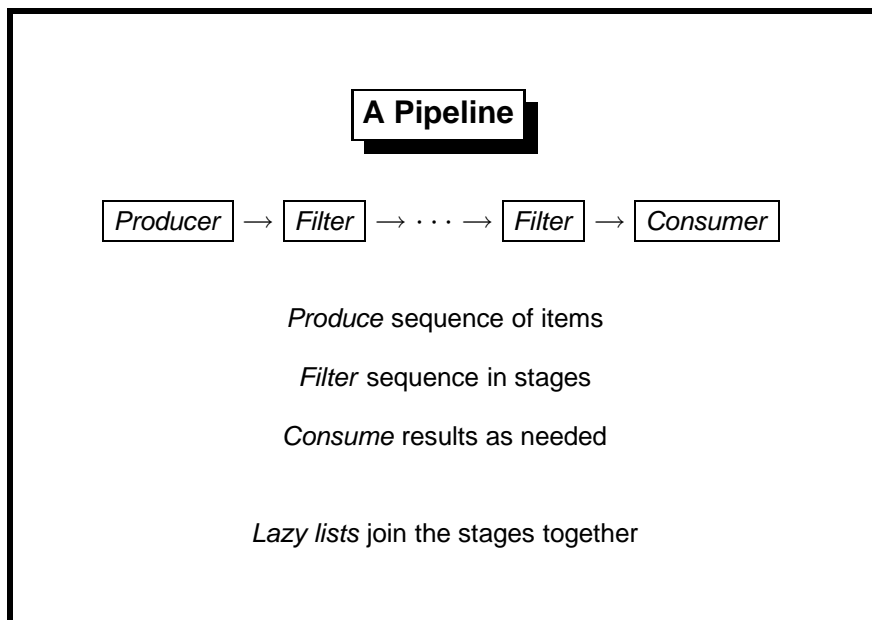 A Pipeline
Producer → Filter → · · · → Filter → Consumer
Produce sequence of items
Filter sequence in stages
Consume results as needed
Lazy lists join the stages together